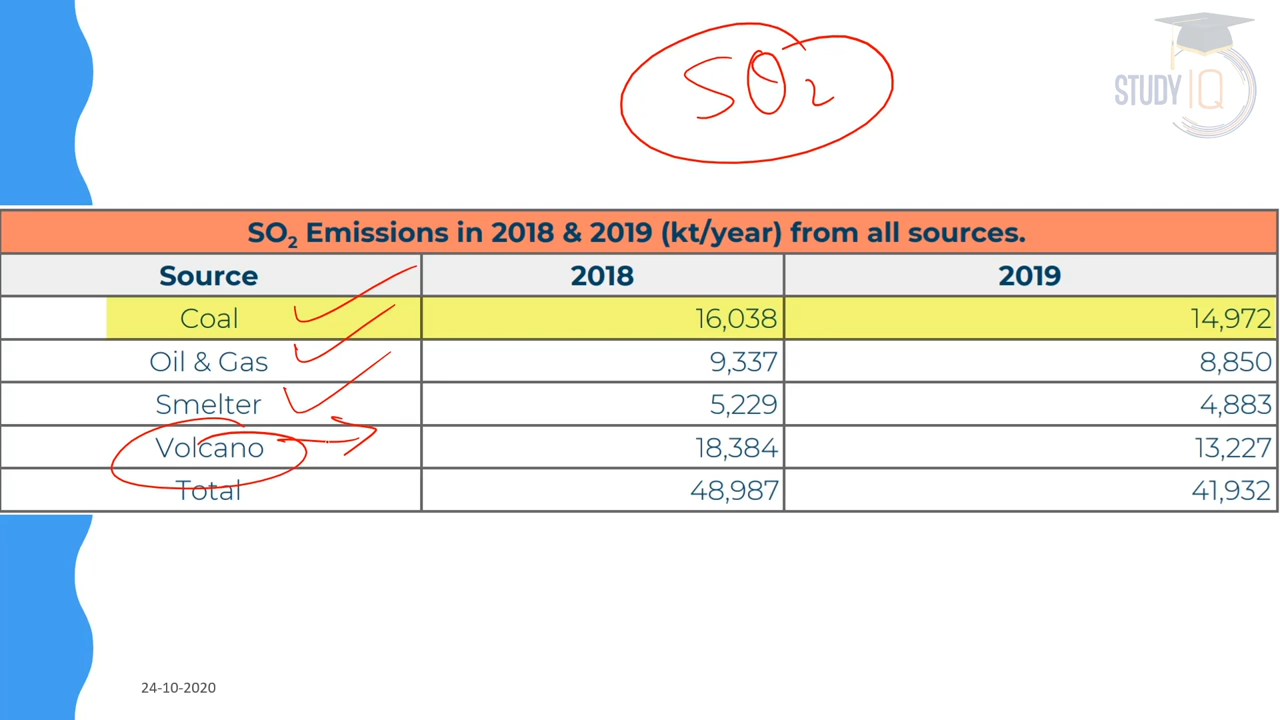 SO2
STUDY IQ
SO₂ Emissions in 2018 & 2019 (kt/year) from all sources.
Source 2018 2019
Coal 16,038 14,972
Oil & Gas 9,337 8,850
Smelter 5,229 4,883
Volcano 18,384 13,227
Total 48,987 41,932
24-10-2020